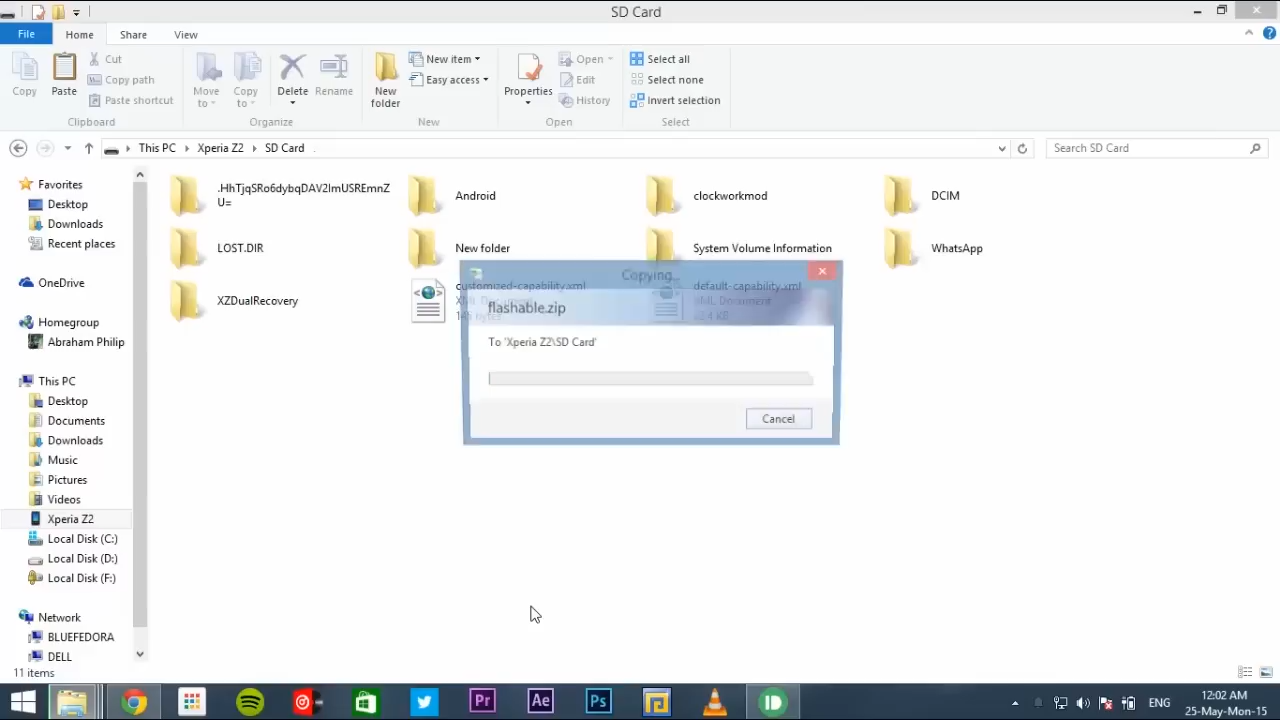 SD Card
File
Home
Share
View
Copy
Paste
Cut
Copy path
Paste shortcut
Clipboard
Move to
Copy to
Delete
Rename
Organize
New folder
New item
Easy access
New
Properties
Open
Edit
History
Open
Select all
Select none
Invert selection
Select
This PC
Xperia Z2
SD Card
Search SD Card
Favorites
Desktop
Downloads
Recent places
OneDrive
Homegroup
Abraham Philip
This PC
Desktop
Documents
Downloads
Music
Pictures
Videos
Xperia Z2
Local Disk (C:)
Local Disk (D:)
Local Disk (F:)
Network
BLUEFEDORA
DELL
Android
clockworkmod
DCIM
LOST.DIR
New folder
System Volume Information
WhatsApp
XZDualRecovery
customized-capability.xml
default-capability.xml
XML Document
Copying...
flashable.zip
To 'Xperia Z2\SD Card'
Cancel
11 items
Pr
Ae
Ps
ENG
12:02 AM
25-May-Mon-15